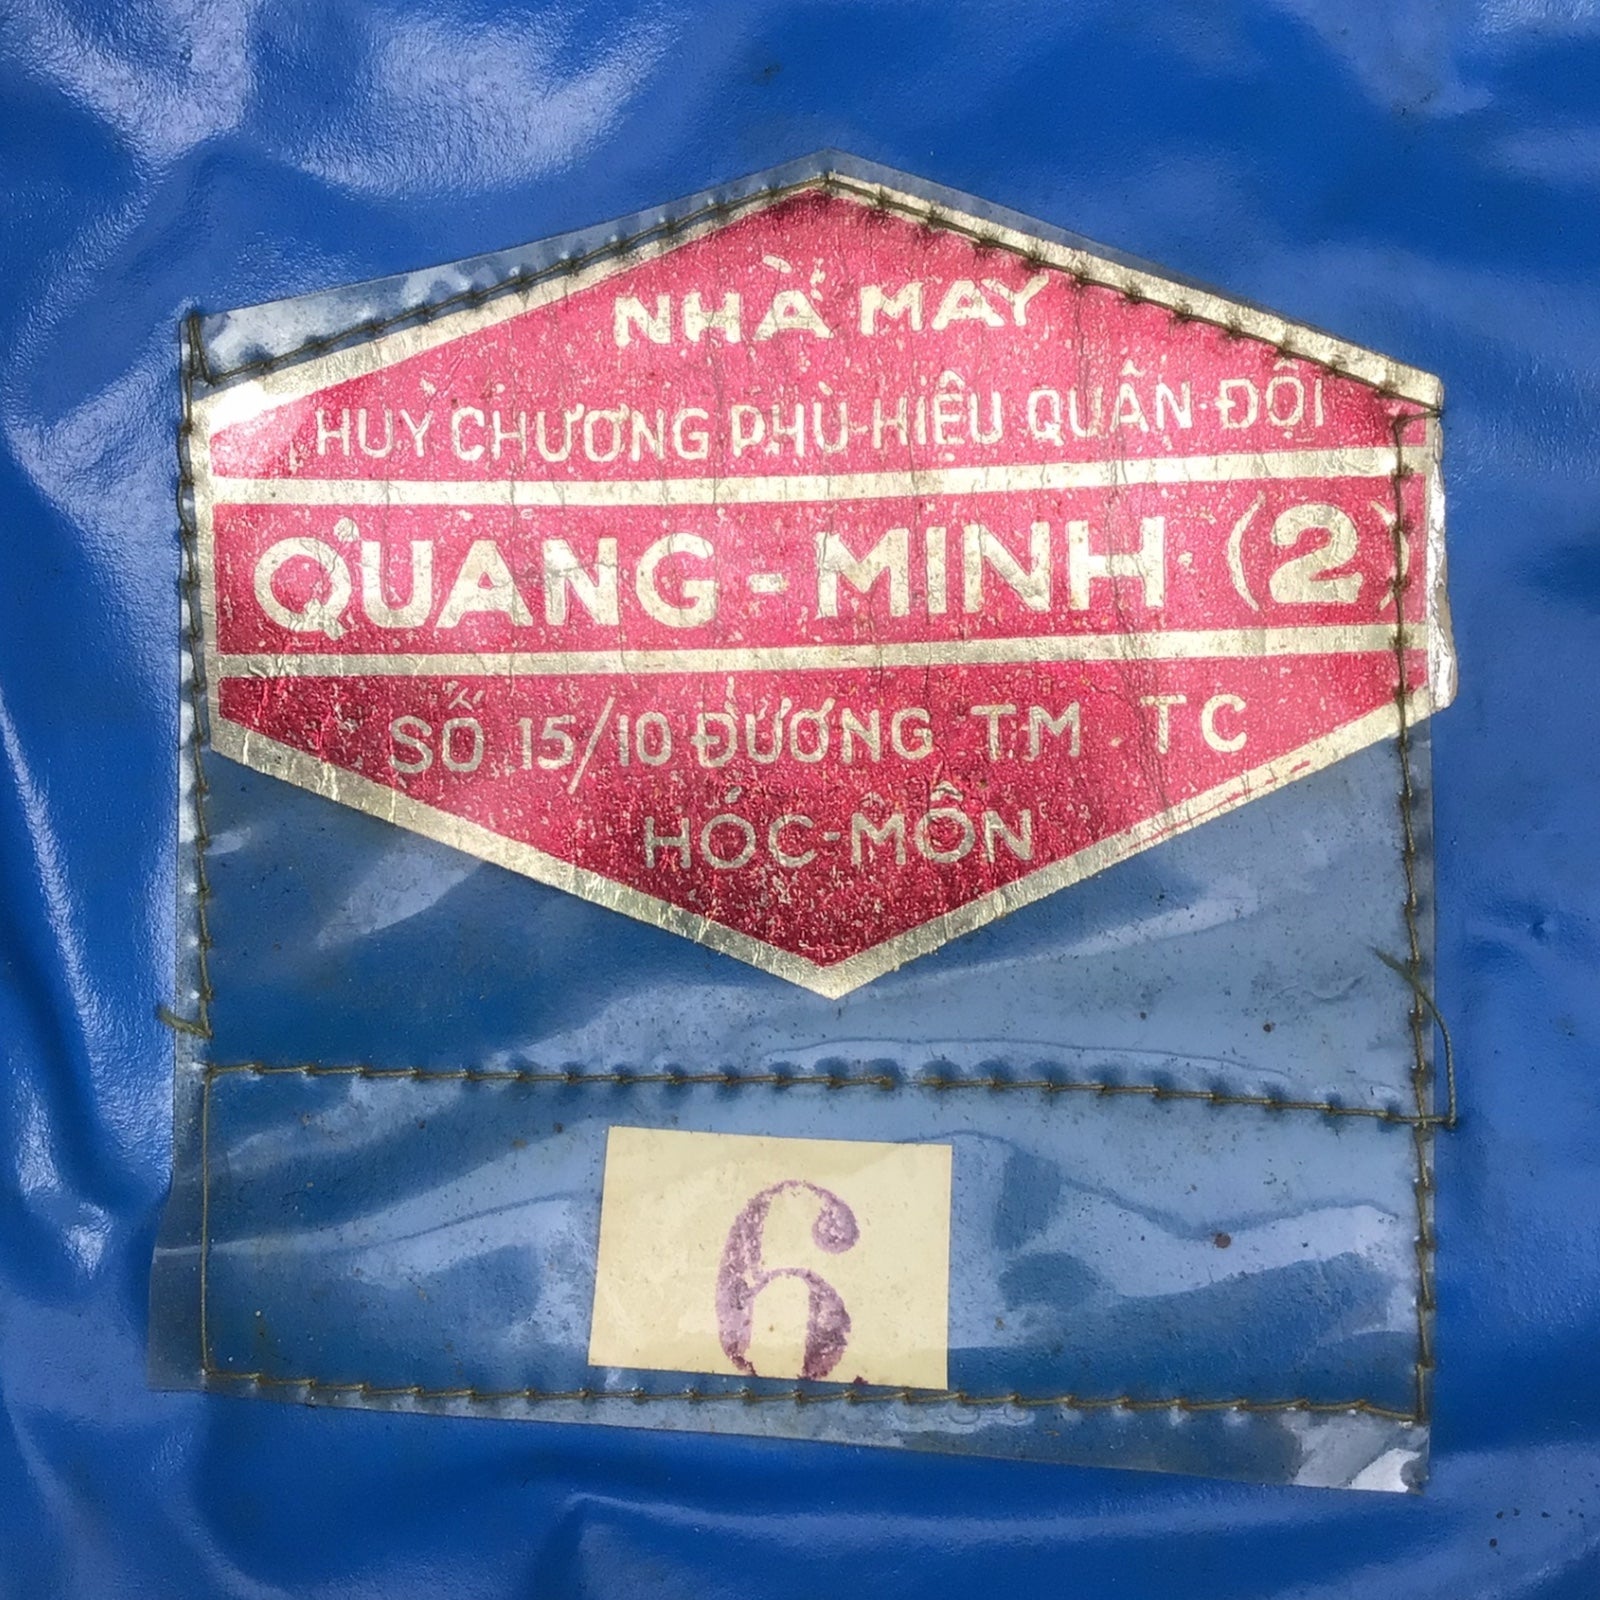 NHÀ MAY
HUY CHƯƠNG PHÙ-HIỆU QUÂN-ĐỘI
QUANG-MINH (2)
SỐ 15/10 ĐƯƠNG TM TC
HÓC-MÔN
6